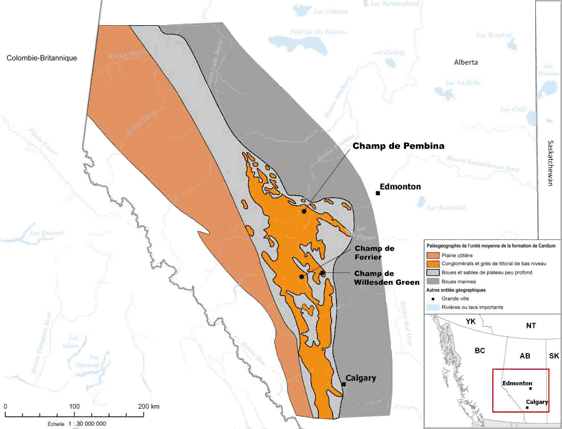 Colombie-Britannique
Alberta
Saskatchewan
Lac La Biche
Champ de Pembina
Edmonton
Champ de
Ferrier
Champ de
Willesden Green
Calgary
Paléogéographie de l'unité moyenne de la formation de Cardium
Plaine côtière
Conglomérats et grès de littoral de bas niveau
Boues et sables de plateau peu profond
Boues marines
Autres entités géographiques
Grande ville
Rivières ou lacs importants
YK
NT
BC
AB
SK
Edmonton
Calgary
0
100
200 km
Échelle 1 : 30 000 000